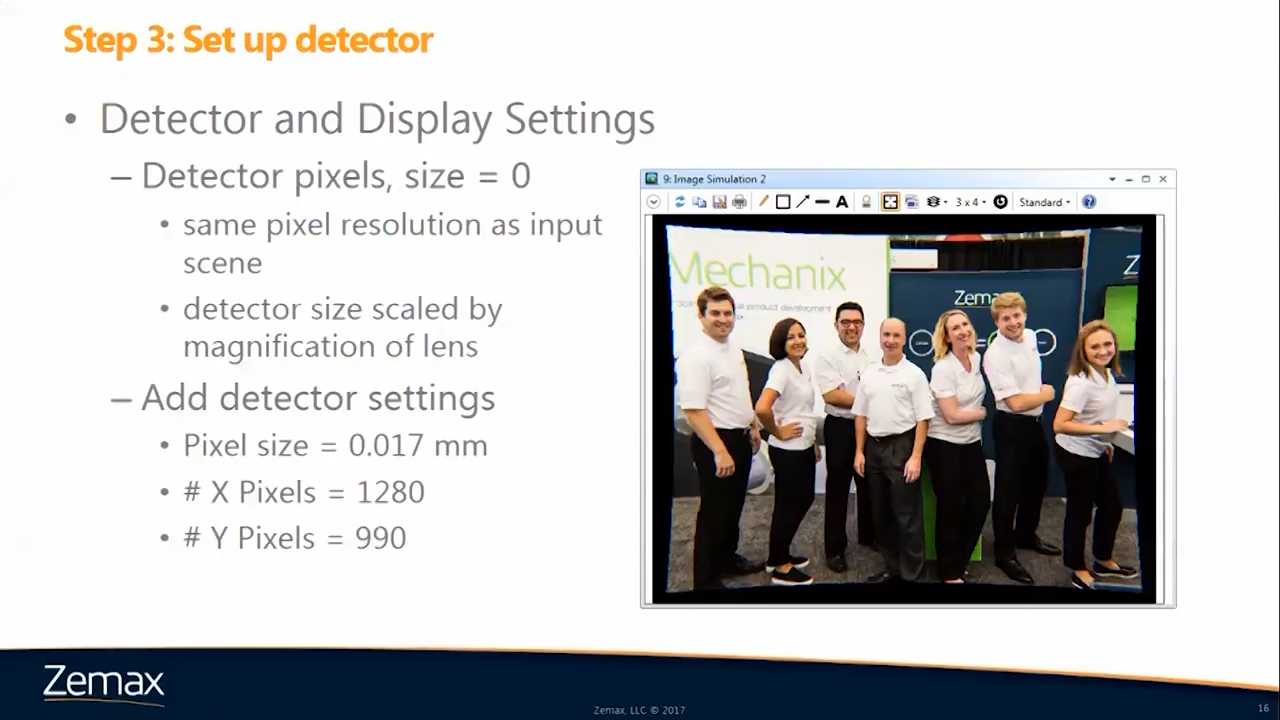 Step 3: Set up detector
• Detector and Display Settings
– Detector pixels, size = 0
• same pixel resolution as input
scene
• detector size scaled by
magnification of lens
– Add detector settings
• Pixel size = 0.017 mm
• # X Pixels = 1280
• # Y Pixels = 990
9: Image Simulation 2
A
3 x 4
Standard
Mechanix
product development
Zemax
Z
Zemax
Zemax, LLC © 2017
16